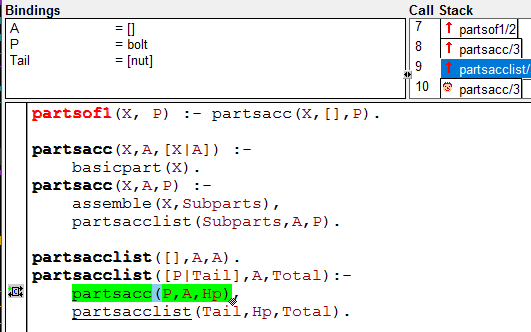 Bindings
A = []
P = bolt
Tail = [nut]
Call Stack
7 partsof1/2
8 partsacc/3
9 partsacclist/
10 partsacc/3
partsof1(X, P) :- partsacc(X,[],P).
partsacc(X,A,[X|A]) :-
basicpart(X).
partsacc(X,A,P) :-
assemble(X,Subparts),
partsacclist(Subparts,A,P).
partsacclist([],A,A).
partsacclist([P|Tail],A,Total):-
partsacc(P,A,Hp),
partsacclist(Tail,Hp,Total).